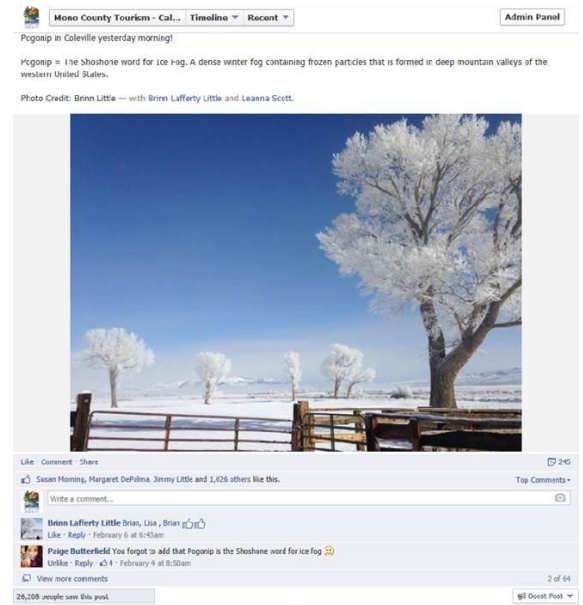 Mono County Tourism - Cal... Timeline Recent Admin Panel
Pogonip in Coleville yesterday morning!
Pogonip = The Shoshone word for Ice Fog. A dense winter fog containing frozen particles that is formed in deep mountain valleys of the
western United States.
Photo Credit: Brinn Little — with Brinn Lafferty Little and Leanna Scott.
Like · Comment · Share 245
Susan Morning, Margaret DePalma, Jimmy Little and 1,026 others like this. Top Comments
Write a comment...
Brinn Lafferty Little Brian, Lisa , Brian
Like · Reply · February 6 at 6:43am
Paige Butterfield You forgot to add that Pogonip is the Shoshone word for ice fog
Unlike · Reply · 4 · February 4 at 8:50am
View more comments 2 of 64
26,208 people saw this post Boost Post